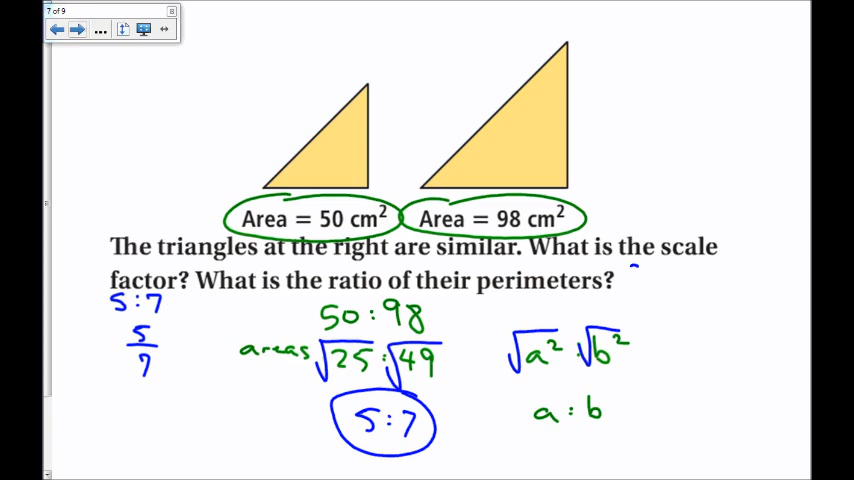 7 of 9
Area = 50 cm²
Area = 98 cm²
The triangles at the right are similar. What is the scale
factor? What is the ratio of their perimeters?
5:7
5
7
50:98
areas √25:√49
5:7
√a²:√b²
a:b